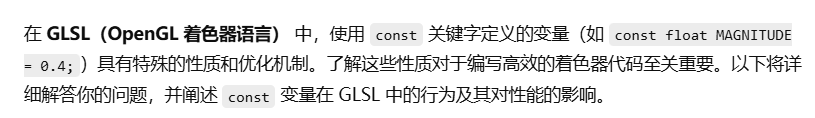 在 GLSL（OpenGL 着色器语言） 中，使用 const 关键字定义的变量（如 const float MAGNITUDE
= 0.4; ）具有特殊的性质和优化机制。了解这些性质对于编写高效的着色器代码至关重要。以下将详
细解答你的问题，并阐述 const 变量在 GLSL 中的行为及其对性能的影响。